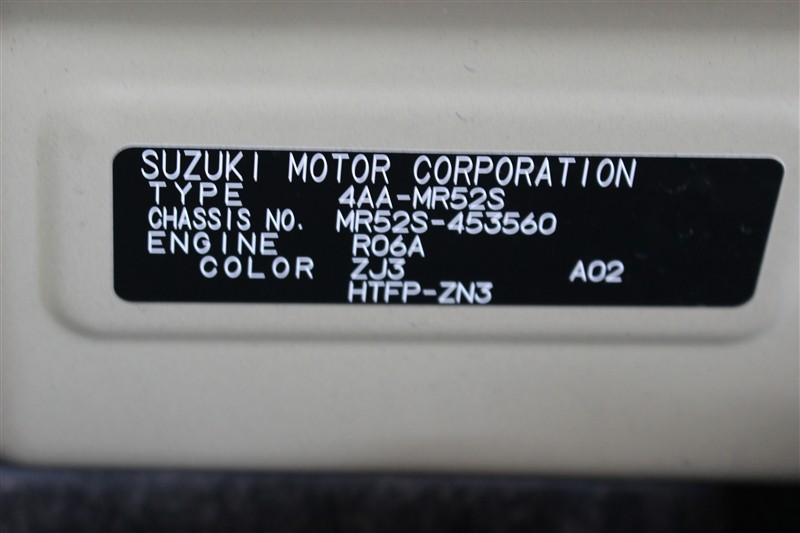 SUZUKI MOTOR CORPORATION
TYPE 4AA-MR52S
CHASSIS NO. MR52S-453560
ENGINE R06A
COLOR ZJ3 A02
HTFP-ZN3